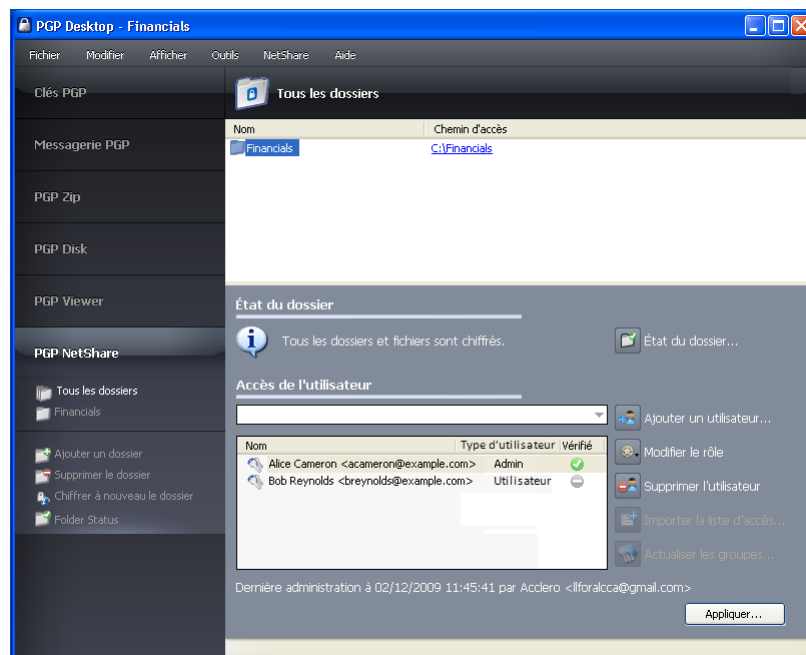 PGP Desktop - Financials
Fichier Modifier Afficher Outils NetShare Aide
Clés PGP
Messagerie PGP
PGP Zip
PGP Disk
PGP Viewer
PGP NetShare
Tous les dossiers
Financials
Ajouter un dossier
Supprimer le dossier
Chiffrer à nouveau le dossier
Folder Status
Tous les dossiers
Nom Chemin d'accès
Financials C:\Financials
État du dossier
Tous les dossiers et fichiers sont chiffrés.
État du dossier...
Accès de l'utilisateur
Nom Type d'utilisateur Vérifié
Alice Cameron <acameron@example.com> Admin
Bob Reynolds <breynolds@example.com> Utilisateur
Ajouter un utilisateur...
Modifier le rôle
Supprimer l'utilisateur
Importer la liste d'accès...
Actualiser les groupes...
Dernière administration à 02/12/2009 11:45:41 par Acclero <llforalcca@gmail.com>
Appliquer...